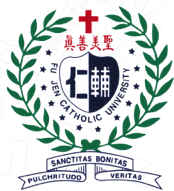 眞善美聖
FU JEN CATHOLIC UNIVERSITY
仁輔
SANCTITAS BONITAS
PULCHRITUDO VERITAS